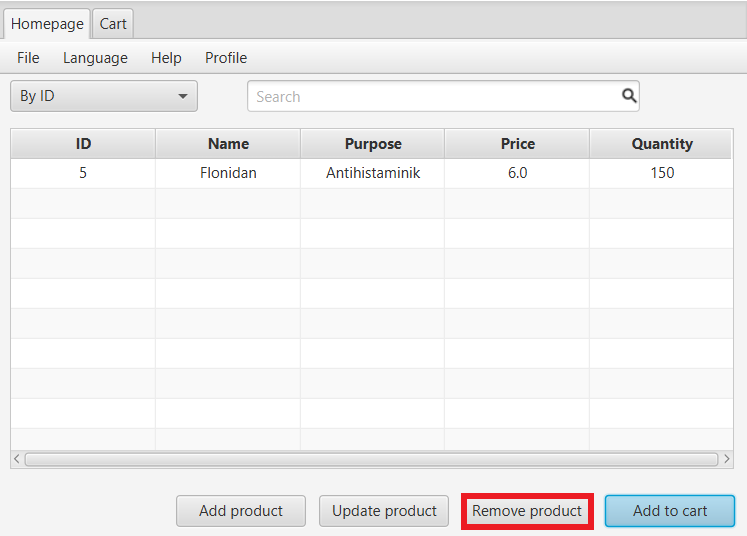 Homepage Cart
File Language Help Profile
By ID Search
ID Name Purpose Price Quantity
5 Flonidan Antihistaminik 6.0 150
Add product Update product Remove product Add to cart